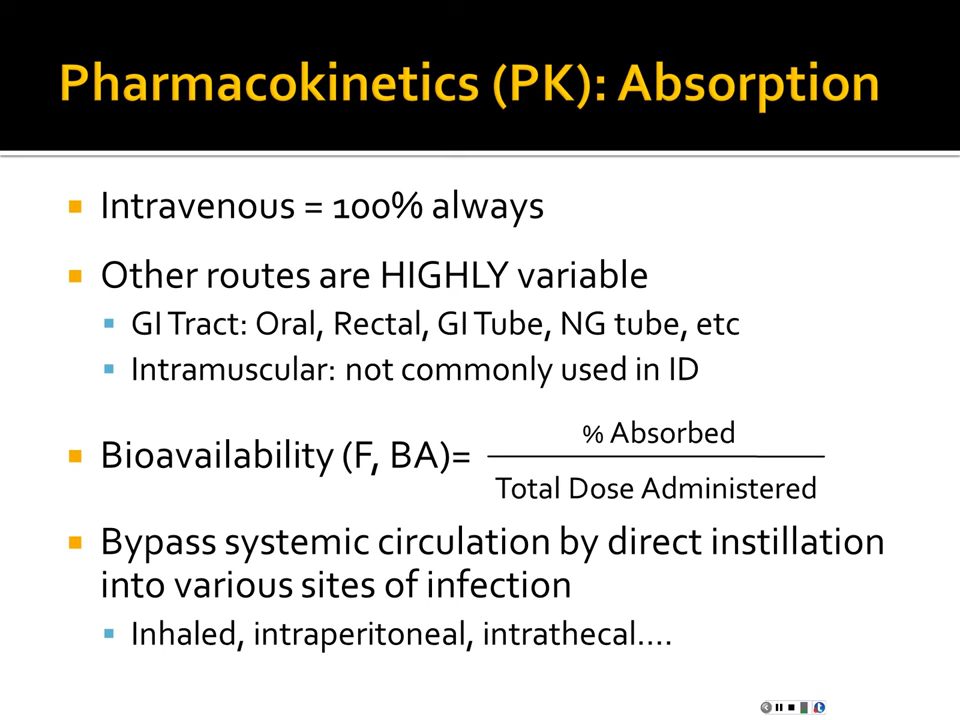 Pharmacokinetics (PK): Absorption
Intravenous = 100% always
Other routes are HIGHLY variable
GI Tract: Oral, Rectal, GI Tube, NG tube, etc
Intramuscular: not commonly used in ID
Bioavailability (F, BA)=
% Absorbed
Total Dose Administered
Bypass systemic circulation by direct instillation
into various sites of infection
Inhaled, intraperitoneal, intrathecal....